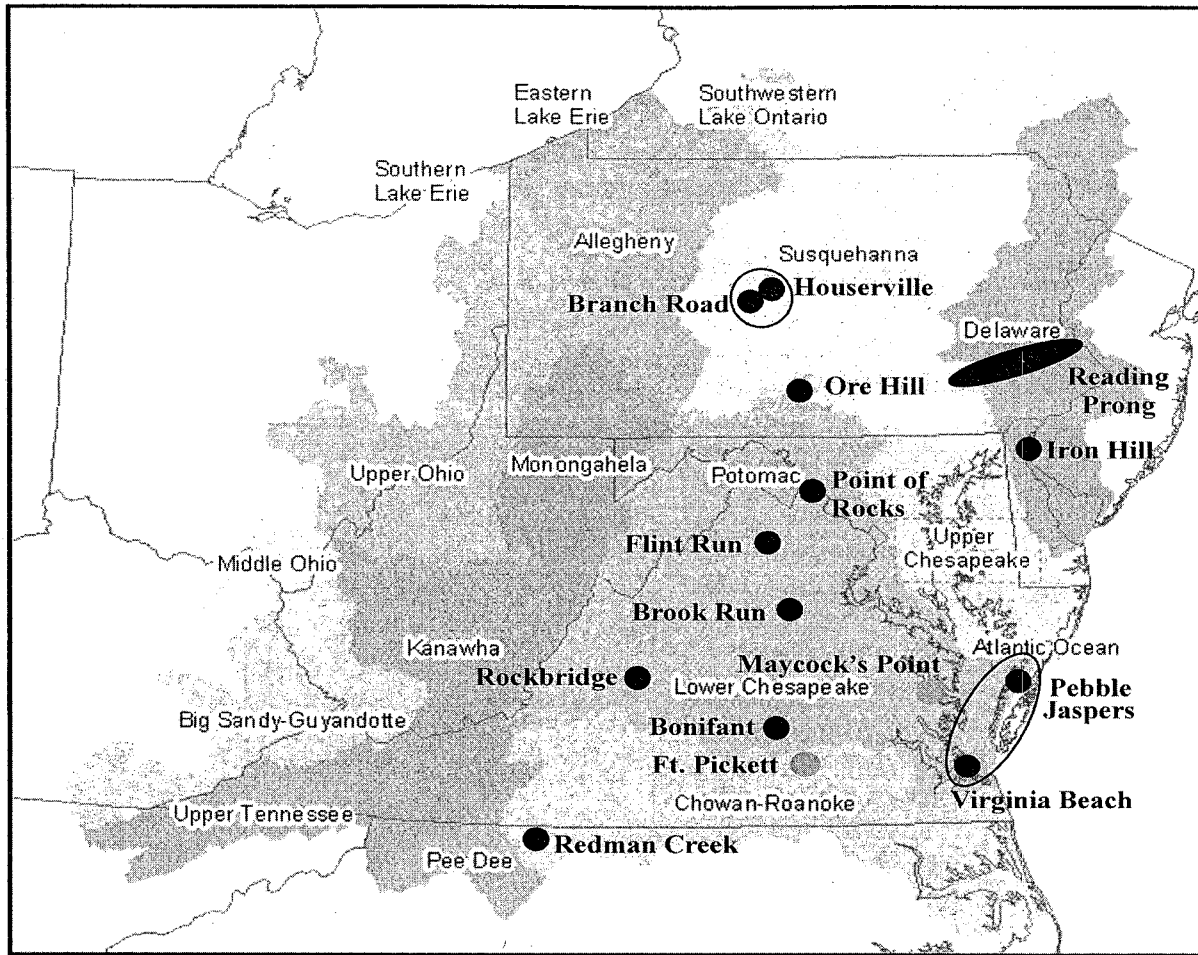 Eastern
Lake Erie
Southwestern
Lake Ontario
Southern
Lake Erie
Allegheny
Susquehanna
Houserville
Branch Road
Delaware
Ore Hill
Reading
Prong
Iron Hill
Upper Ohio
Monongahela
Potomac
Point of
Rocks
Flint Run
Upper
Chesapeake
Middle Ohio
Brook Run
Kanawha
Atlantic Ocean
Maycock's Point
Rockbridge
Lower Chesapeake
Pebble
Jaspers
Big Sandy-Guyandotte
Bonifant
Ft. Pickett
Virginia Beach
Chowan-Roanoke
Upper Tennessee
Redman Creek
Pee Dee